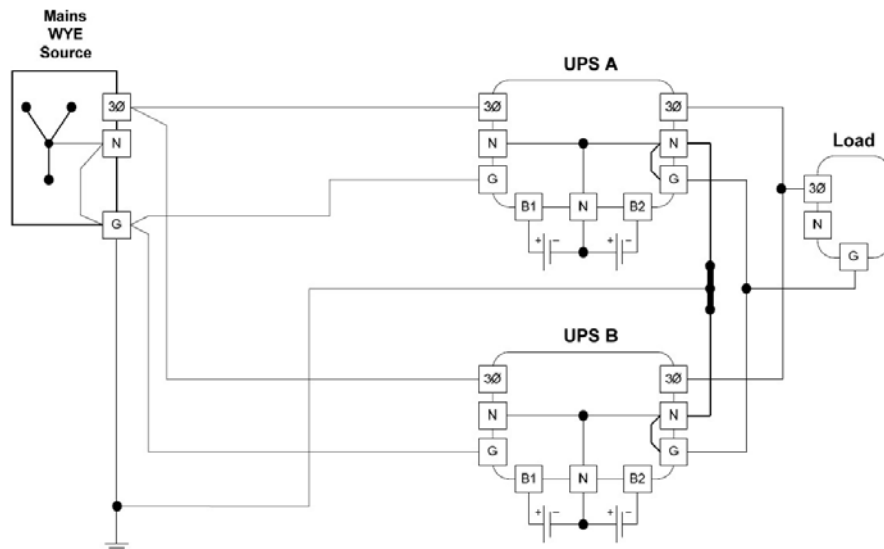 Mains
WYE
Source
3Ø
N
G
UPS A
3Ø
N
G
3Ø
N
G
B1
N
B2
+ − + −
Load
3Ø
N
G
UPS B
3Ø
N
G
3Ø
N
G
B1
N
B2
+ − + −